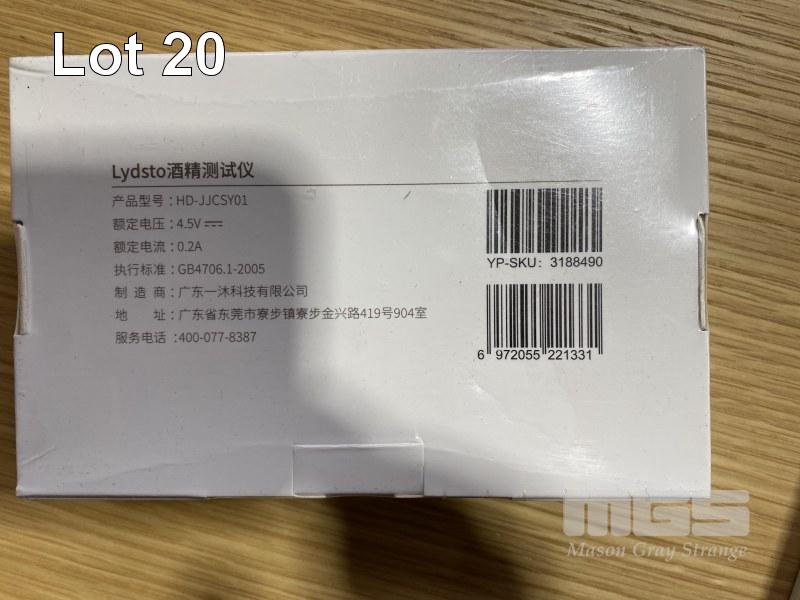 Lot 20
Lydsto酒精测试仪
产品型号：HD-JJCSY01
额定电压：4.5V⎓
额定电流：0.2A
执行标准：GB4706.1-2005
制 造 商：广东一沐科技有限公司
地 址：广东省东莞市寮步镇寮步金兴路419号904室
服务电话：400-077-8387
YP-SKU: 3188490
6 972055 221331
MGS
Mason Gray Strange